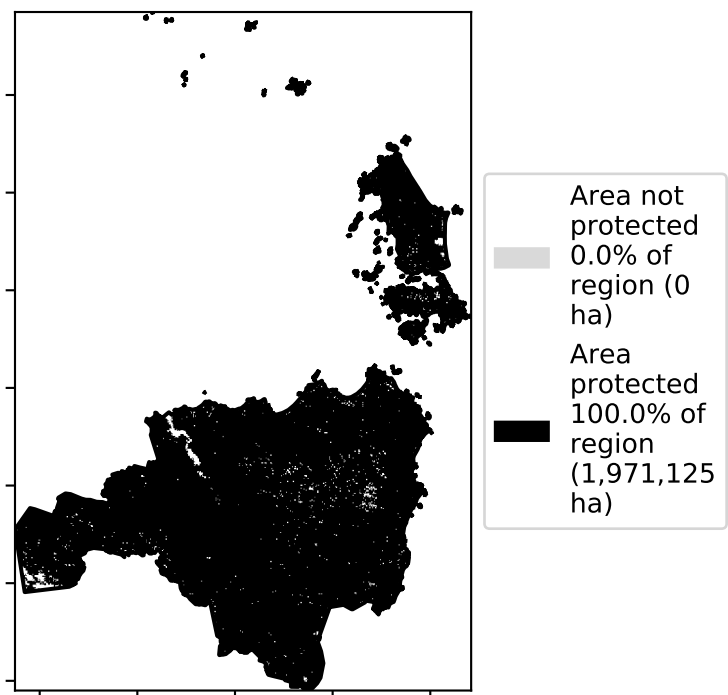 Area not
protected
0.0% of
region (0
ha)
Area
protected
100.0% of
region
(1,971,125
ha)